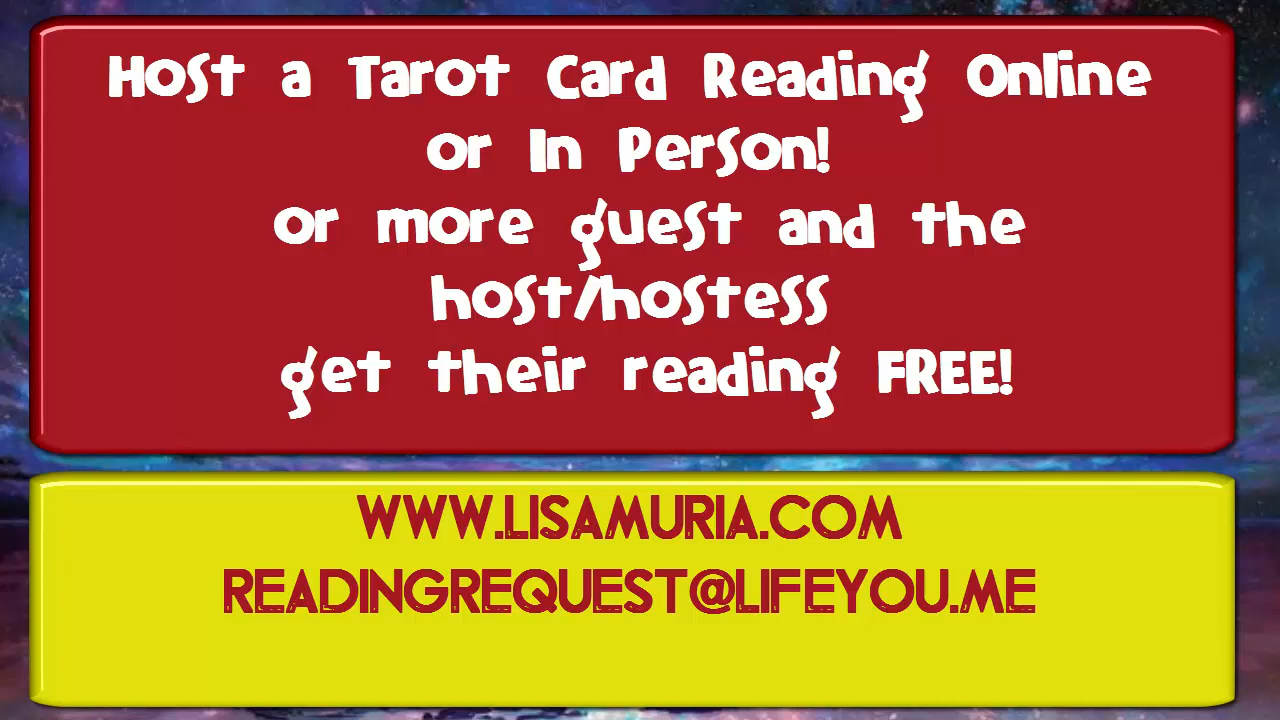 Host a Tarot Card Reading Online
or In Person!
or more guest and the
host/hostess
get their reading FREE!
WWW.LISAMURIA.COM
READINGREQUEST@LIFEYOU.ME